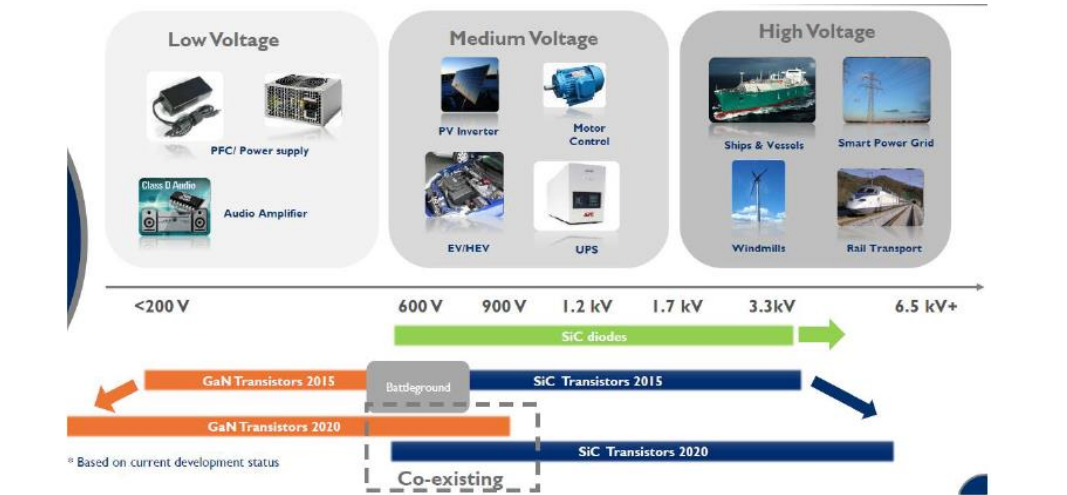 Low Voltage
Medium Voltage
High Voltage
PFC/ Power supply
Class D Audio
Audio Amplifier
PV Inverter
Motor
Control
EV/HEV
APC
UPS
Ships & Vessels
Smart Power Grid
Windmills
Rail Transport
<200 V
600 V
900 V
1.2 kV
1.7 kV
3.3kV
6.5 kV+
SiC diodes
GaN Transistors 2015
Battleground
SiC Transistors 2015
GaN Transistors 2020
SiC Transistors 2020
* Based on current development status
Co-existing